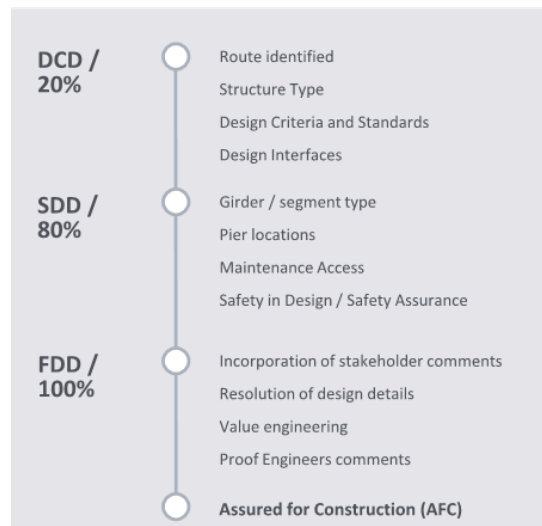 DCD /
20%
Route identified
Structure Type
Design Criteria and Standards
Design Interfaces
SDD /
80%
Girder / segment type
Pier locations
Maintenance Access
Safety in Design / Safety Assurance
FDD /
100%
Incorporation of stakeholder comments
Resolution of design details
Value engineering
Proof Engineers comments
Assured for Construction (AFC)